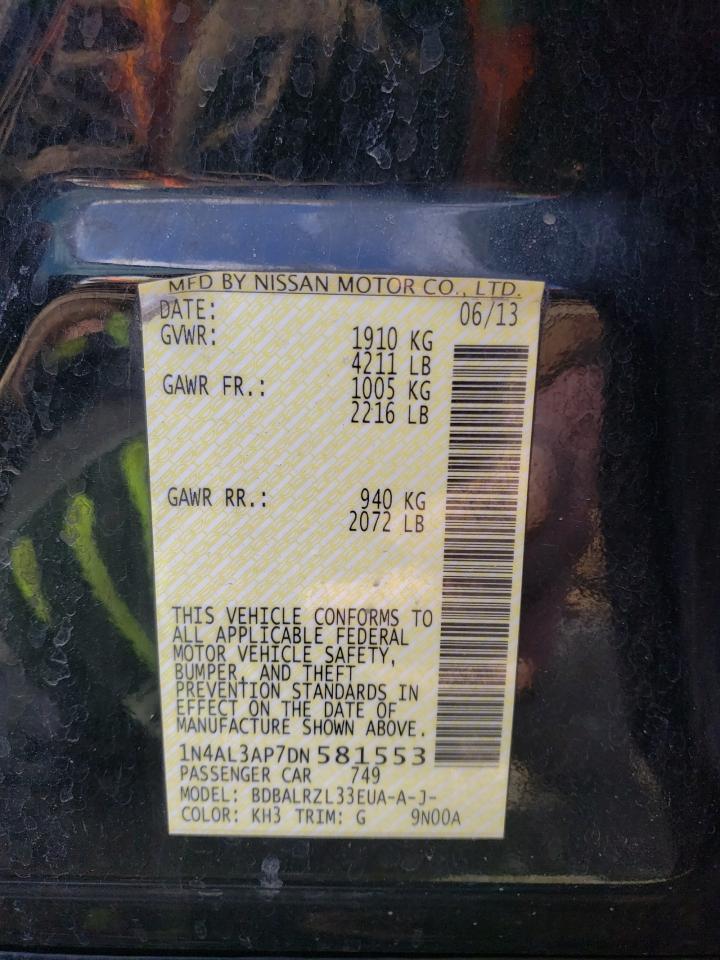 MFD BY NISSAN MOTOR CO., LTD.
DATE: 06/13
GVWR: 1910 KG
4211 LB
GAWR FR.: 1005 KG
2216 LB
GAWR RR.: 940 KG
2072 LB
THIS VEHICLE CONFORMS TO
ALL APPLICABLE FEDERAL
MOTOR VEHICLE SAFETY,
BUMPER, AND THEFT
PREVENTION STANDARDS IN
EFFECT ON THE DATE OF
MANUFACTURE SHOWN ABOVE.
1N4AL3AP7DN 581553
PASSENGER CAR 749
MODEL: BDBALRZL33EUA-A-J-
COLOR: KH3 TRIM: G 9N00A